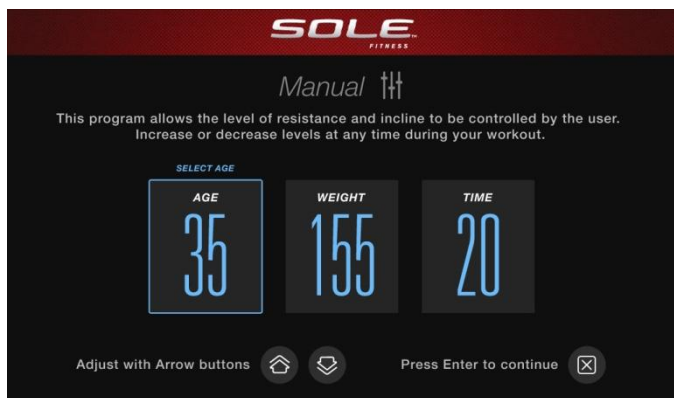 SOLE
FITNESS
Manual
This program allows the level of resistance and incline to be controlled by the user.
Increase or decrease levels at any time during your workout.
SELECT AGE
AGE
WEIGHT
TIME
35
155
20
Adjust with Arrow buttons
Press Enter to continue